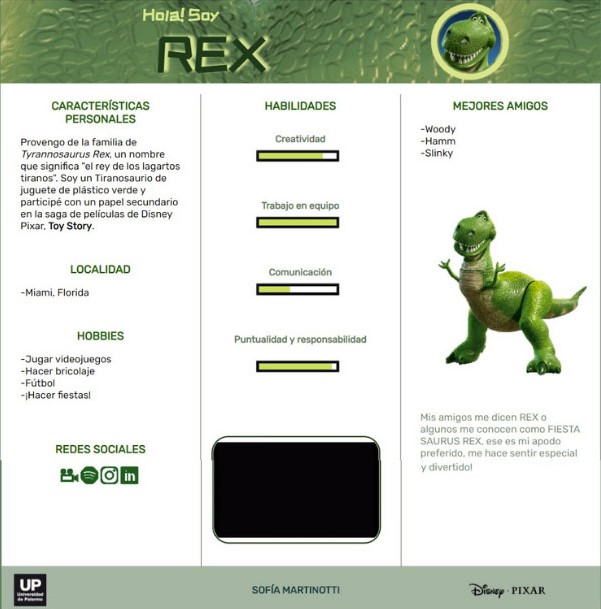 Hola! Soy
REX
CARACTERÍSTICAS
PERSONALES
Provengo de la familia de
Tyrannosaurus Rex, un nombre
que significa "el rey de los lagartos
tiranos". Soy un Tiranosaurio de
juguete de plástico verde y
participé con un papel secundario
en la saga de películas de Disney
Pixar, Toy Story.
LOCALIDAD
-Miami, Florida
HOBBIES
-Jugar videojuegos
-Hacer bricolaje
-Fútbol
-¡Hacer fiestas!
REDES SOCIALES
in
HABILIDADES
Creatividad
Trabajo en equipo
Comunicación
Puntualidad y responsabilidad
MEJORES AMIGOS
-Woody
-Hamm
-Slinky
Mis amigos me dicen REX o
algunos me conocen como FIESTA
SAURUS REX, ese es mi apodo
preferido, me hace sentir especial
y divertido!
UP
Universidad
de Palermo
SOFÍA MARTINOTTI
Disney · PIXAR